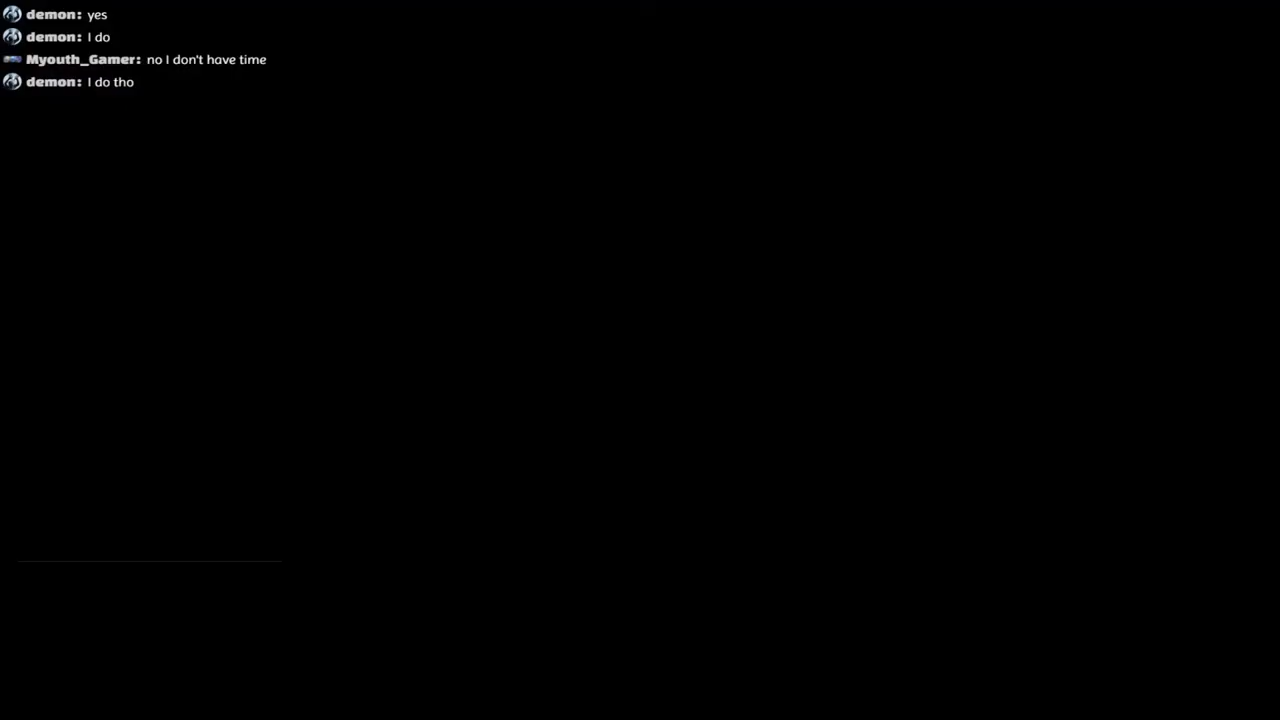 demon: yes
demon: I do
Myouth_Gamer: no I don't have time
demon: I do tho